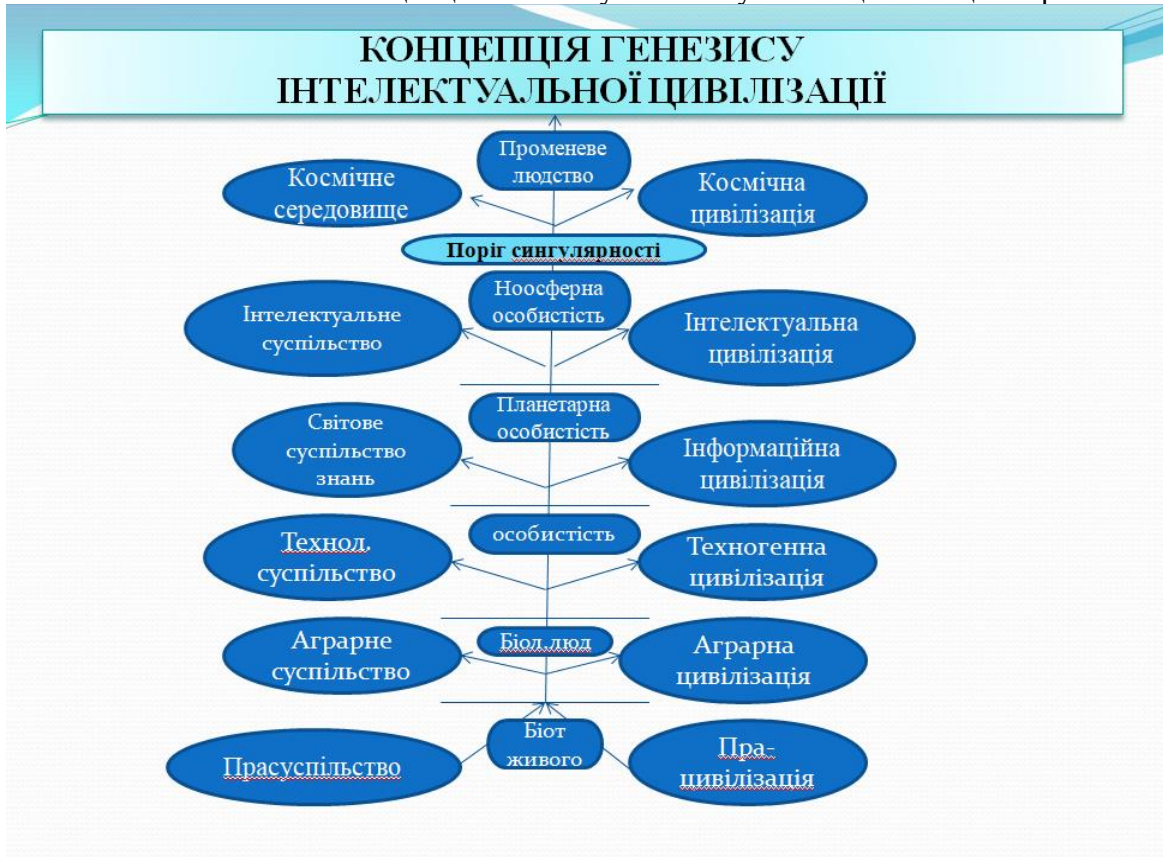 КОНЦЕПЦІЯ ГЕНЕЗИСУ
ІНТЕЛЕКТУАЛЬНОЇ ЦИВІЛІЗАЦІЇ
Променеве
людство
Космічне
середовище
Космічна
цивілізація
Поріг сингулярності
Ноосферна
особистість
Інтелектуальне
суспільство
Інтелектуальна
цивілізація
Планетарна
особистість
Світове
суспільство
знань
Інформаційна
цивілізація
особистість
Технол.
суспільство
Техногенна
цивілізація
Біол.люд
Аграрне
суспільство
Аграрна
цивілізація
Біот
живого
Прасуспільство
Пра-
цивілізація